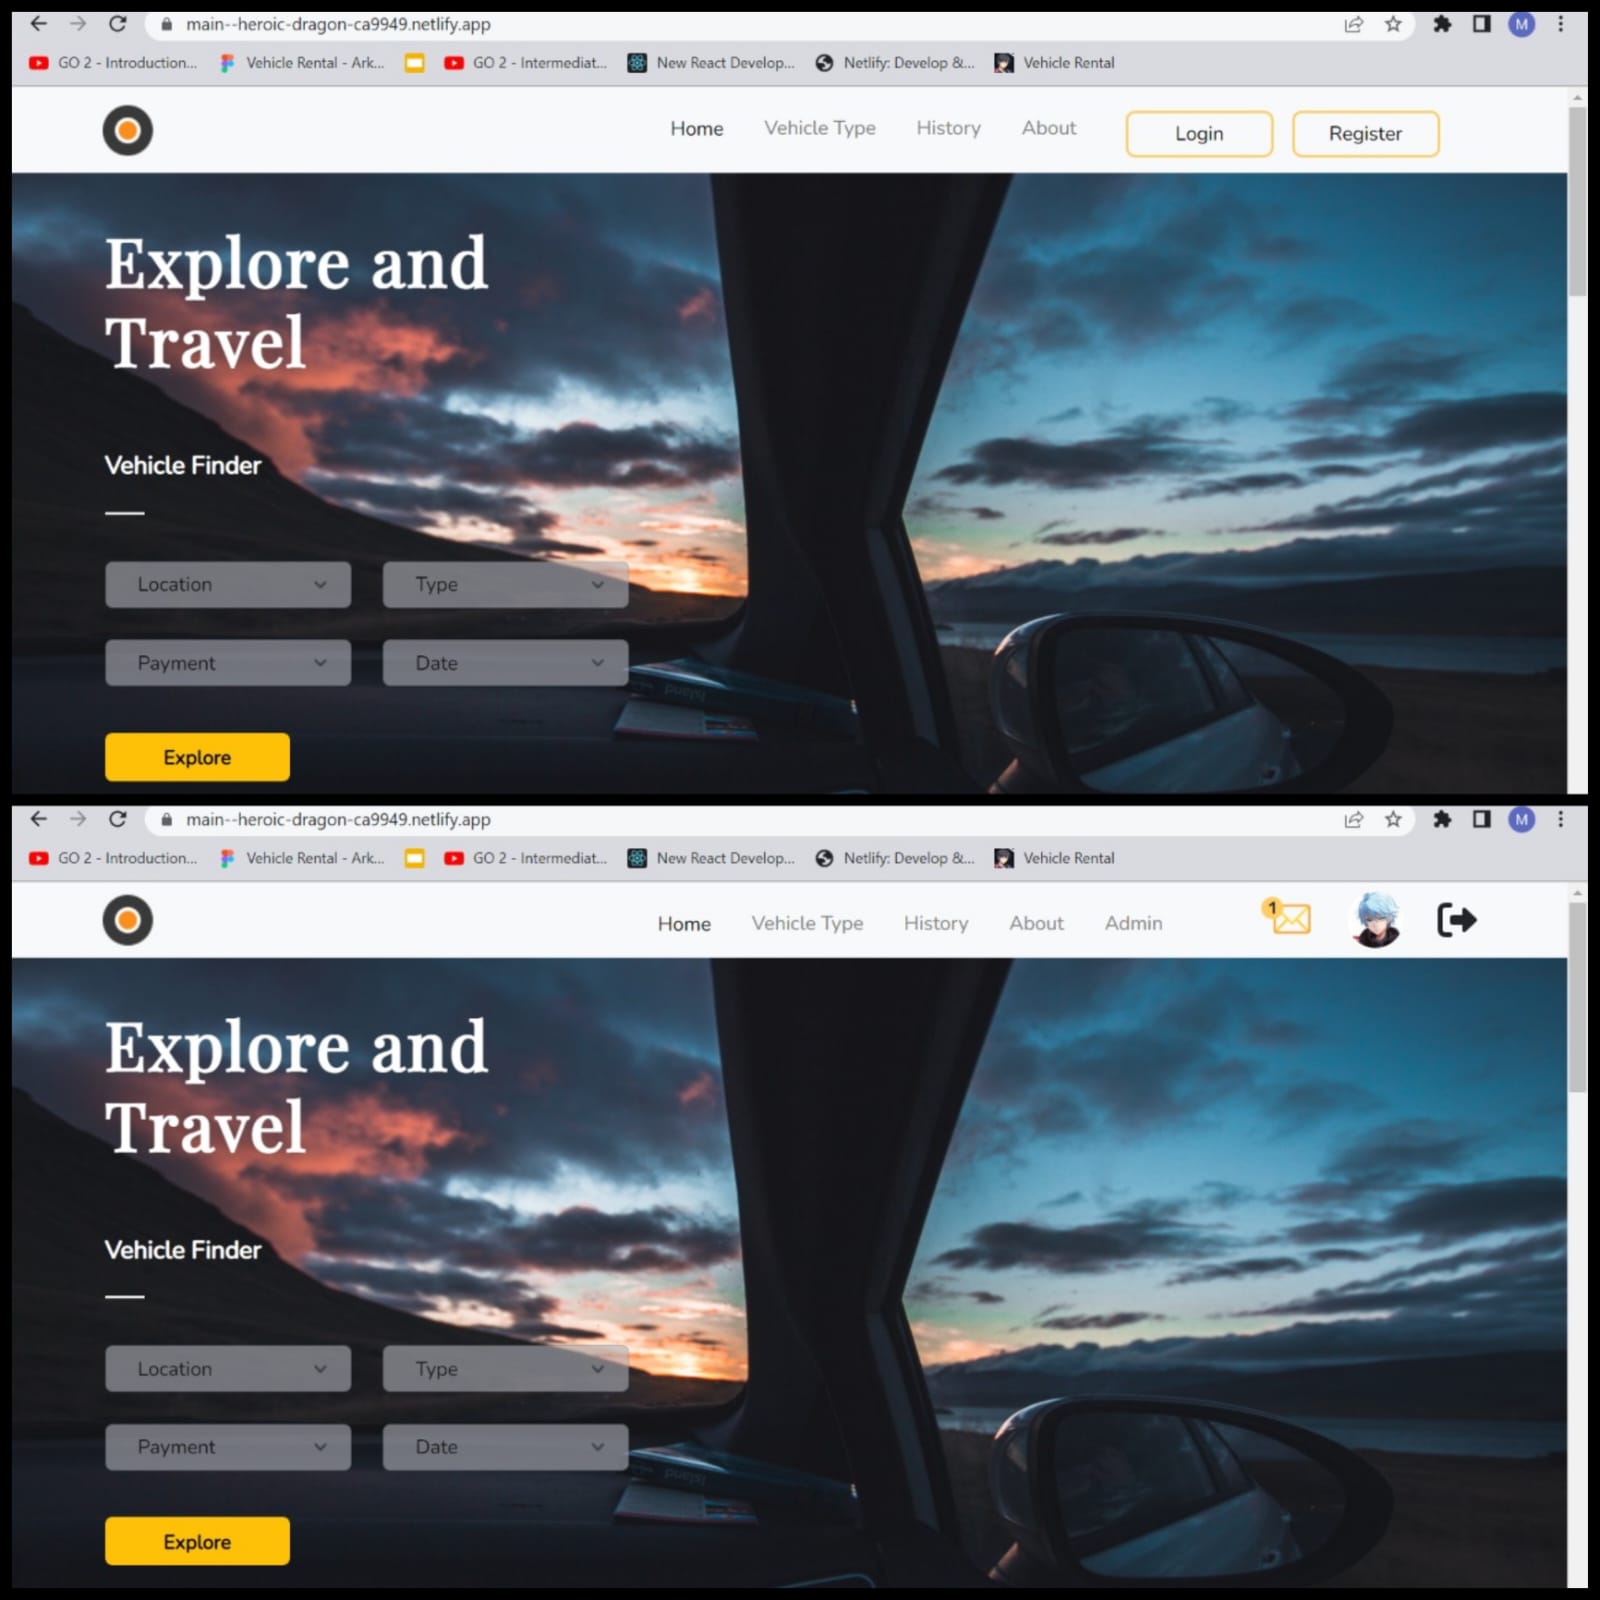 main--heroic-dragon-ca9949.netlify.app
M
GO 2 - Introduction...
Vehicle Rental - Ark...
GO 2 - Intermediat...
New React Develop...
Netlify: Develop &...
Vehicle Rental
Home
Vehicle Type
History
About
Login
Register
Explore and
Travel
Vehicle Finder
Location
Type
Payment
Date
Island
Explore
main--heroic-dragon-ca9949.netlify.app
M
GO 2 - Introduction...
Vehicle Rental - Ark...
GO 2 - Intermediat...
New React Develop...
Netlify: Develop &...
Vehicle Rental
Home
Vehicle Type
History
About
Admin
1
Explore and
Travel
Vehicle Finder
Location
Type
Payment
Date
Island
Explore